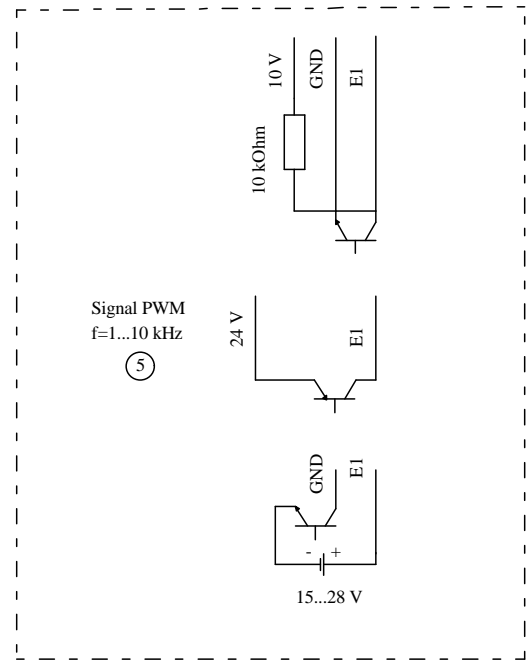 10 V
GND
E1
10 kOhm
Signal PWM
f=1...10 kHz
5
24 V
E1
GND
E1
- +
15...28 V